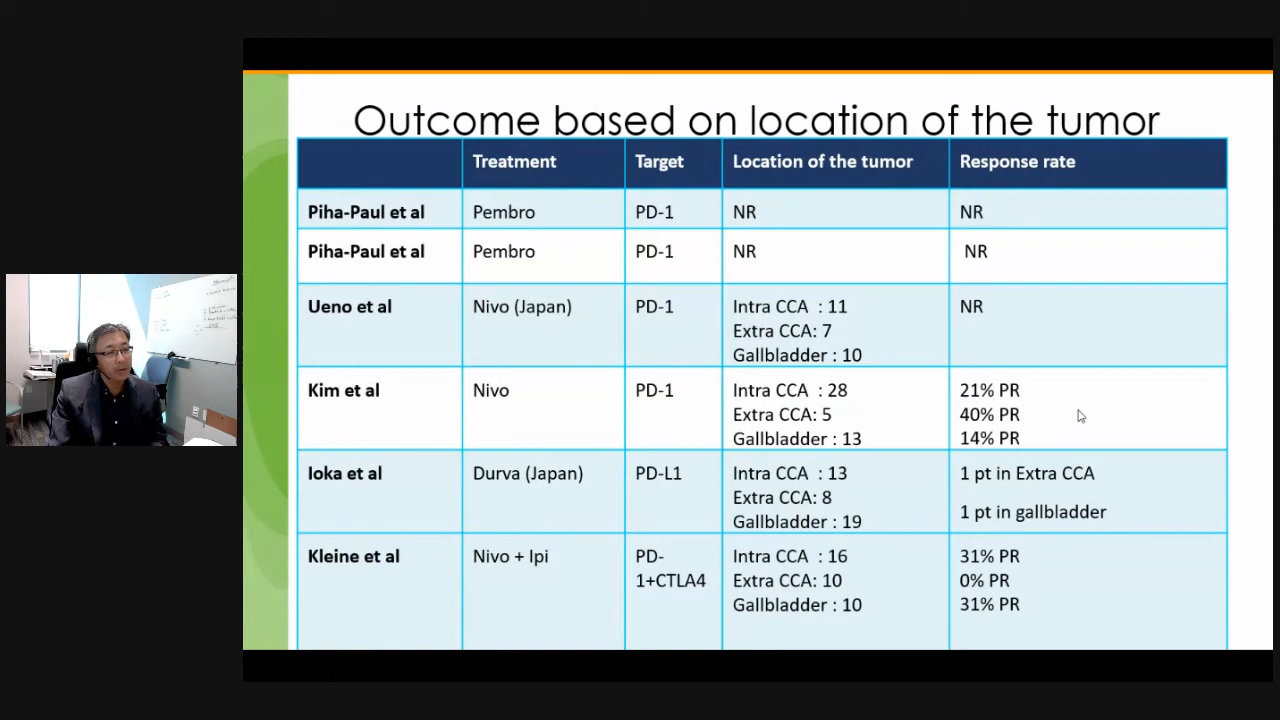 Outcome based on location of the tumor
Treatment Target Location of the tumor Response rate
Piha-Paul et al Pembro PD-1 NR NR
Piha-Paul et al Pembro PD-1 NR NR
Ueno et al Nivo (Japan) PD-1 Intra CCA : 11 NR
Extra CCA: 7
Gallbladder : 10
Kim et al Nivo PD-1 Intra CCA : 28 21% PR
Extra CCA: 5 40% PR
Gallbladder : 13 14% PR
Ioka et al Durva (Japan) PD-L1 Intra CCA : 13 1 pt in Extra CCA
Extra CCA: 8
1 pt in gallbladder
Gallbladder : 19
Kleine et al Nivo + Ipi PD- Intra CCA : 16 31% PR
1+CTLA4 Extra CCA: 10 0% PR
Gallbladder : 10 31% PR